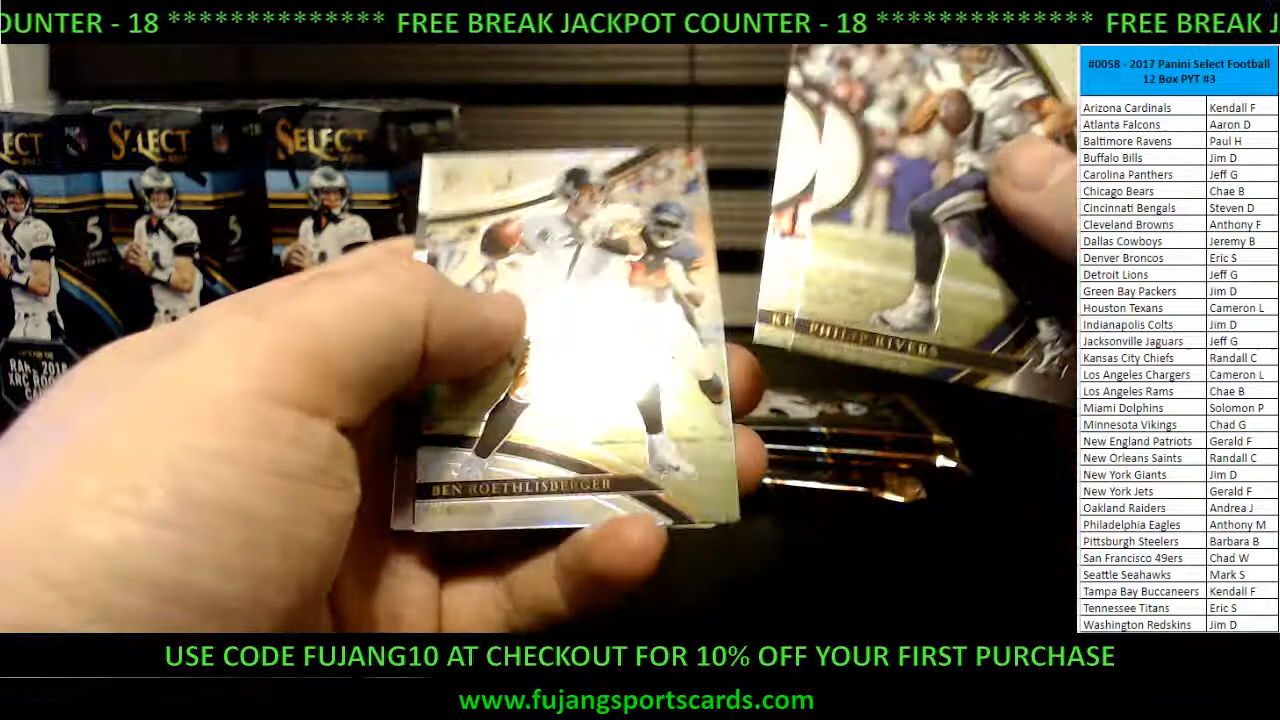 OUNTER - 18 ************** FREE BREAK JACKPOT COUNTER - 18 ************** FREE BREAK J
#0058 - 2017 Panini Select Football
12 Box PYT #3
Arizona Cardinals Kendall F
Atlanta Falcons Aaron D
Baltimore Ravens Paul H
Buffalo Bills Jim D
Carolina Panthers Jeff G
Chicago Bears Chae B
Cincinnati Bengals Steven D
Cleveland Browns Anthony F
Dallas Cowboys Jeremy B
Denver Broncos Eric S
Detroit Lions Jeff G
Green Bay Packers Jim D
Houston Texans Cameron L
Indianapolis Colts Jim D
Jacksonville Jaguars Jeff G
Kansas City Chiefs Randall C
Los Angeles Chargers Cameron L
Los Angeles Rams Chae B
Miami Dolphins Solomon P
Minnesota Vikings Chad G
New England Patriots Gerald F
New Orleans Saints Randall C
New York Giants Jim D
New York Jets Gerald F
Oakland Raiders Andrea J
Philadelphia Eagles Anthony M
Pittsburgh Steelers Barbara B
San Francisco 49ers Chad W
Seattle Seahawks Mark S
Tampa Bay Buccaneers Kendall F
Tennessee Titans Eric S
Washington Redskins Jim D
ECT SELECT SELECT
5 5
PHILIP RIVERS
BEN ROETHLISBERGER
USE CODE FUJANG10 AT CHECKOUT FOR 10% OFF YOUR FIRST PURCHASE
www.fujangsportscards.com